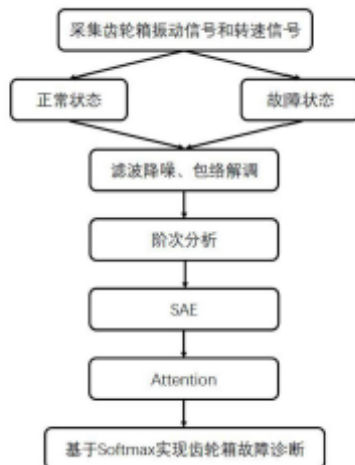 采集齿轮箱振动信号和转速信号
正常状态
故障状态
滤波降噪、包络解调
阶次分析
SAE
Attention
基于Softmax实现齿轮箱故障诊断